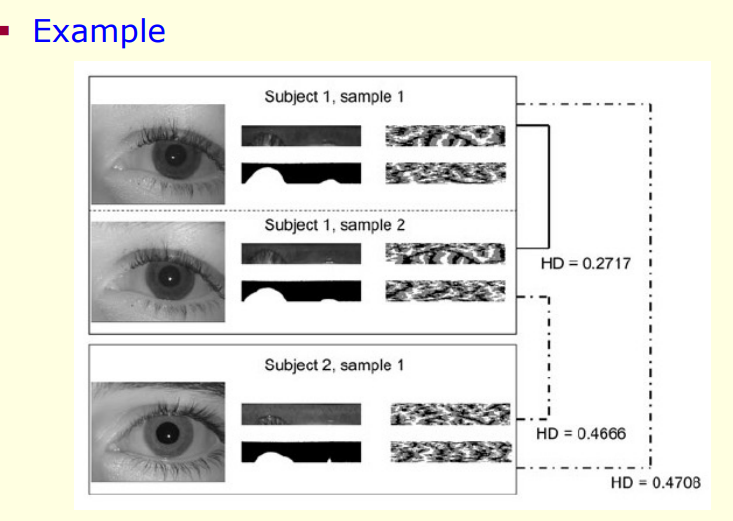 Example
Subject 1, sample 1
Subject 1, sample 2
HD = 0.2717
Subject 2, sample 1
HD = 0.4666
HD = 0.4708